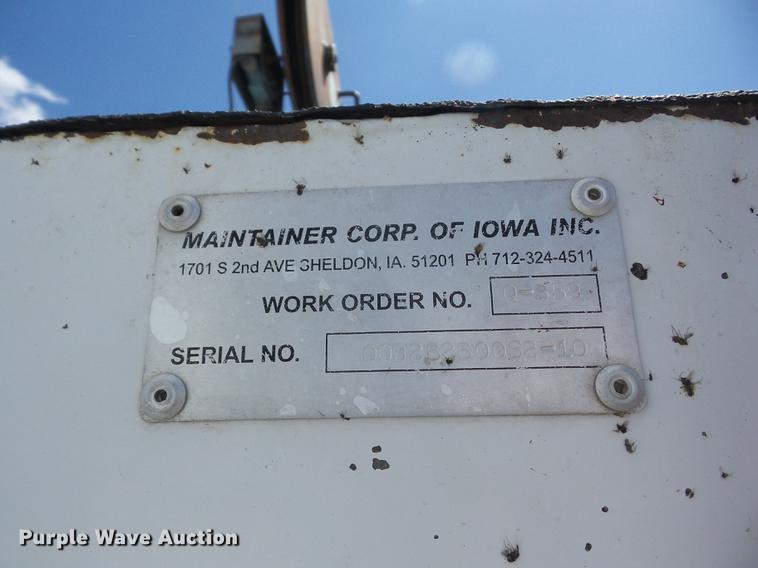 MAINTAINER CORP. OF IOWA INC.
1701 S 2nd AVE SHELDON, IA. 51201 PH 712-324-4511
WORK ORDER NO.
SERIAL NO.
Purple Wave Auction